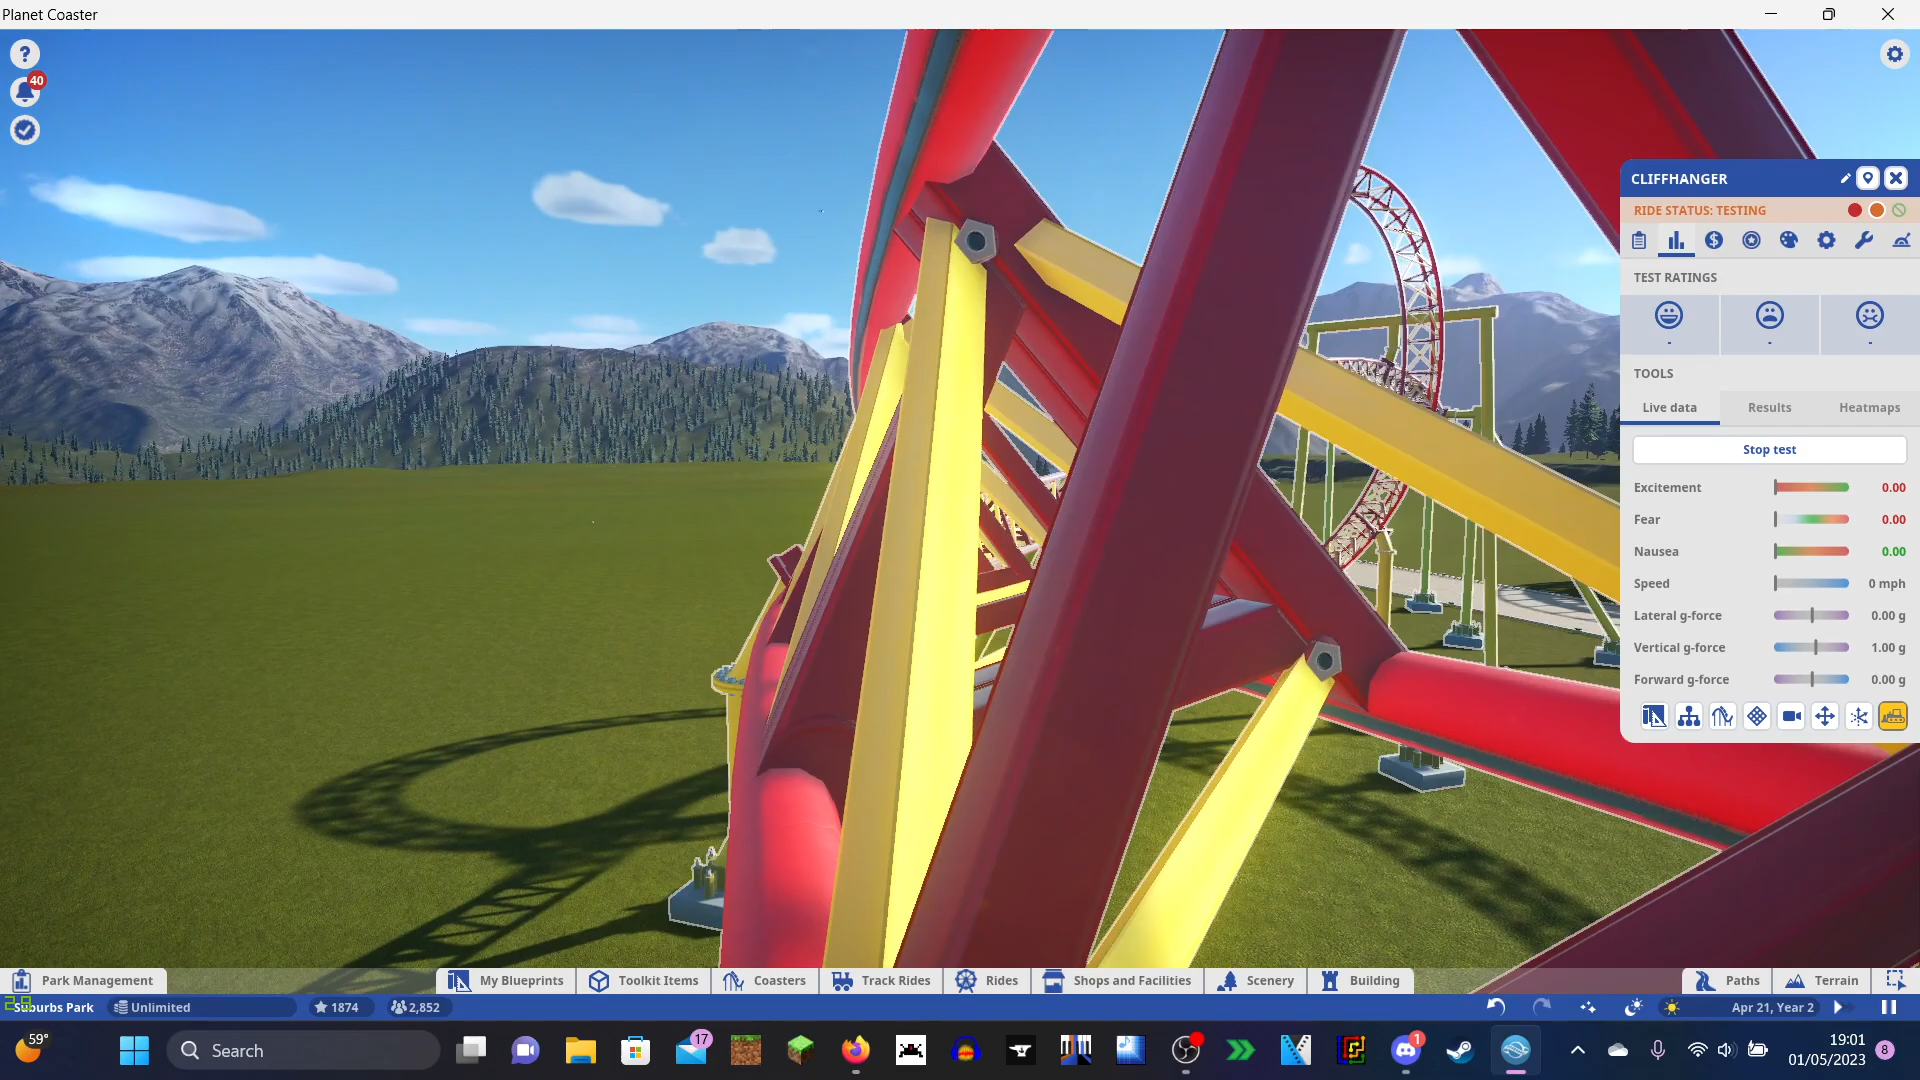 Planet Coaster
?
40
CLIFFHANGER
RIDE STATUS: TESTING
TEST RATINGS
- - -
TOOLS
Live data Results Heatmaps
Stop test
Excitement 0.00
Fear 0.00
Nausea 0.00
Speed 0 mph
Lateral g-force 0.00 g
Vertical g-force 1.00 g
Forward g-force 0.00 g
Park Management My Blueprints Toolkit Items Coasters Track Rides Rides Shops and Facilities Scenery Building Paths Terrain
Suburbs Park Unlimited 1874 2,852 Apr 21, Year 2
59° Search 17 1 19:01
01/05/2023 8